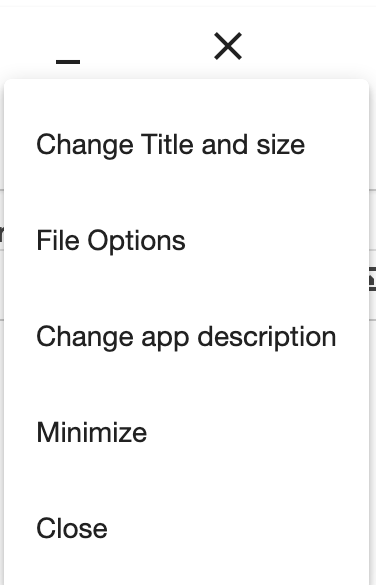 Change Title and size
File Options
Change app description
Minimize
Close